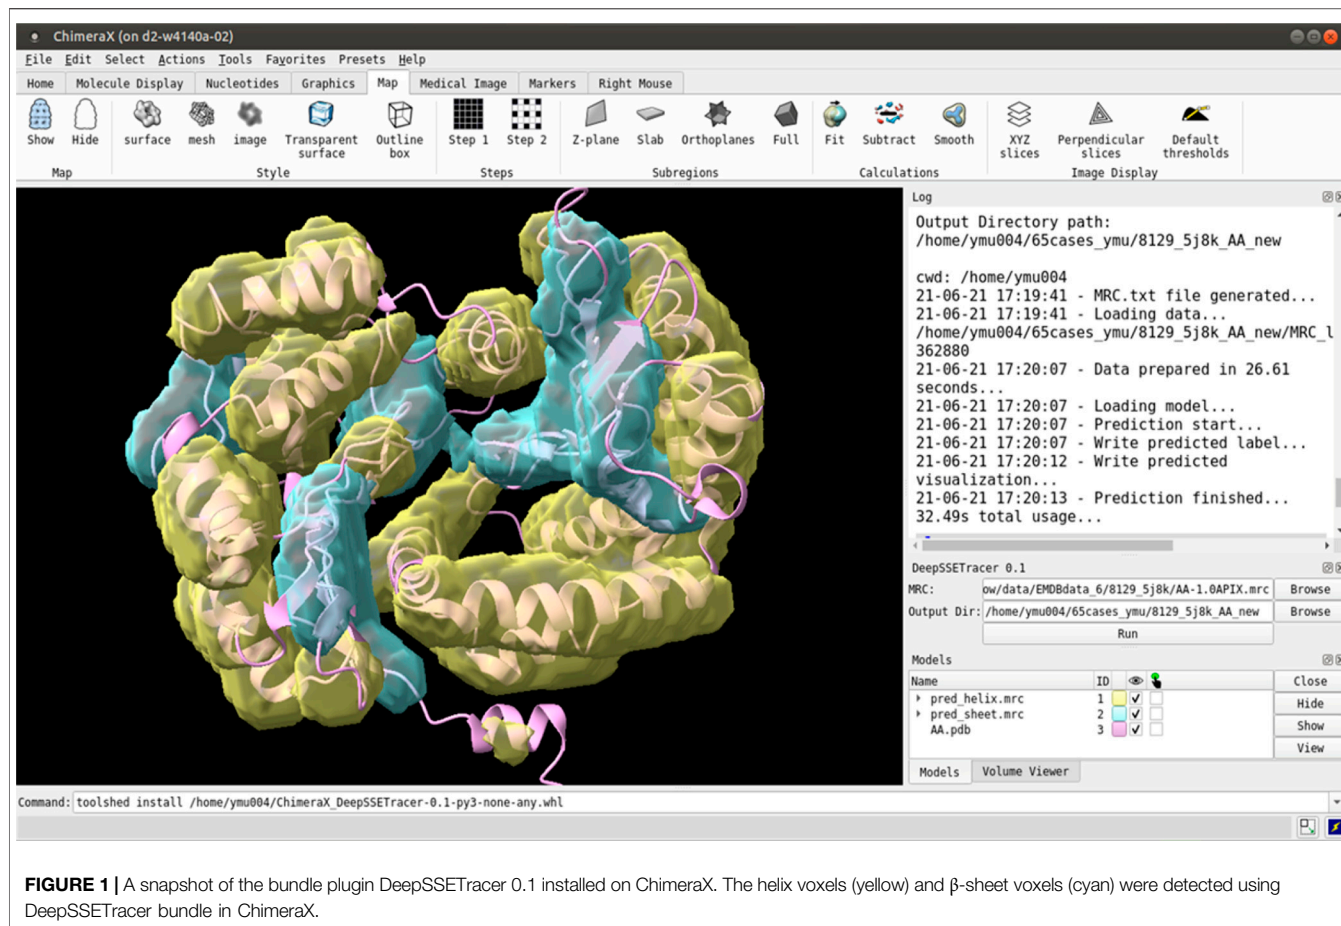 ChimeraX (on d2-w4140a-02)
File Edit Select Actions Tools Favorites Presets Help
Home Molecule Display Nucleotides Graphics Map Medical Image Markers Right Mouse
Show Hide surface mesh image Transparent surface Outline box Step 1 Step 2 Z-plane Slab Orthoplanes Full Fit Subtract Smooth XYZ slices Perpendicular slices Default thresholds
Map Style Steps Subregions Calculations Image Display
Log
Output Directory path:
/home/ymu004/65cases_ymu/8129_5j8k_AA_new
cwd: /home/ymu004
21-06-21 17:19:41 - MRC.txt file generated...
21-06-21 17:19:41 - Loading data...
/home/ymu004/65cases_ymu/8129_5j8k_AA_new/MRC_l
362880
21-06-21 17:20:07 - Data prepared in 26.61
seconds...
21-06-21 17:20:07 - Loading model...
21-06-21 17:20:07 - Prediction start...
21-06-21 17:20:07 - Write predicted label...
21-06-21 17:20:12 - Write predicted
visualization...
21-06-21 17:20:13 - Prediction finished...
32.49s total usage...
DeepSSETracer 0.1
MRC: ow/data/EMDBdata_6/8129_5j8k/AA-1.0APIX.mrc Browse
Output Dir: /home/ymu004/65cases_ymu/8129_5j8k_AA_new Browse
Run
Models
Name ID Close
pred_helix.mrc 1 Hide
pred_sheet.mrc 2 Show
AA.pdb 3 View
Models Volume Viewer
Command: toolshed install /home/ymu004/ChimeraX_DeepSSETracer-0.1-py3-none-any.whl
FIGURE 1 | A snapshot of the bundle plugin DeepSSETracer 0.1 installed on ChimeraX. The helix voxels (yellow) and β-sheet voxels (cyan) were detected using
DeepSSETracer bundle in ChimeraX.